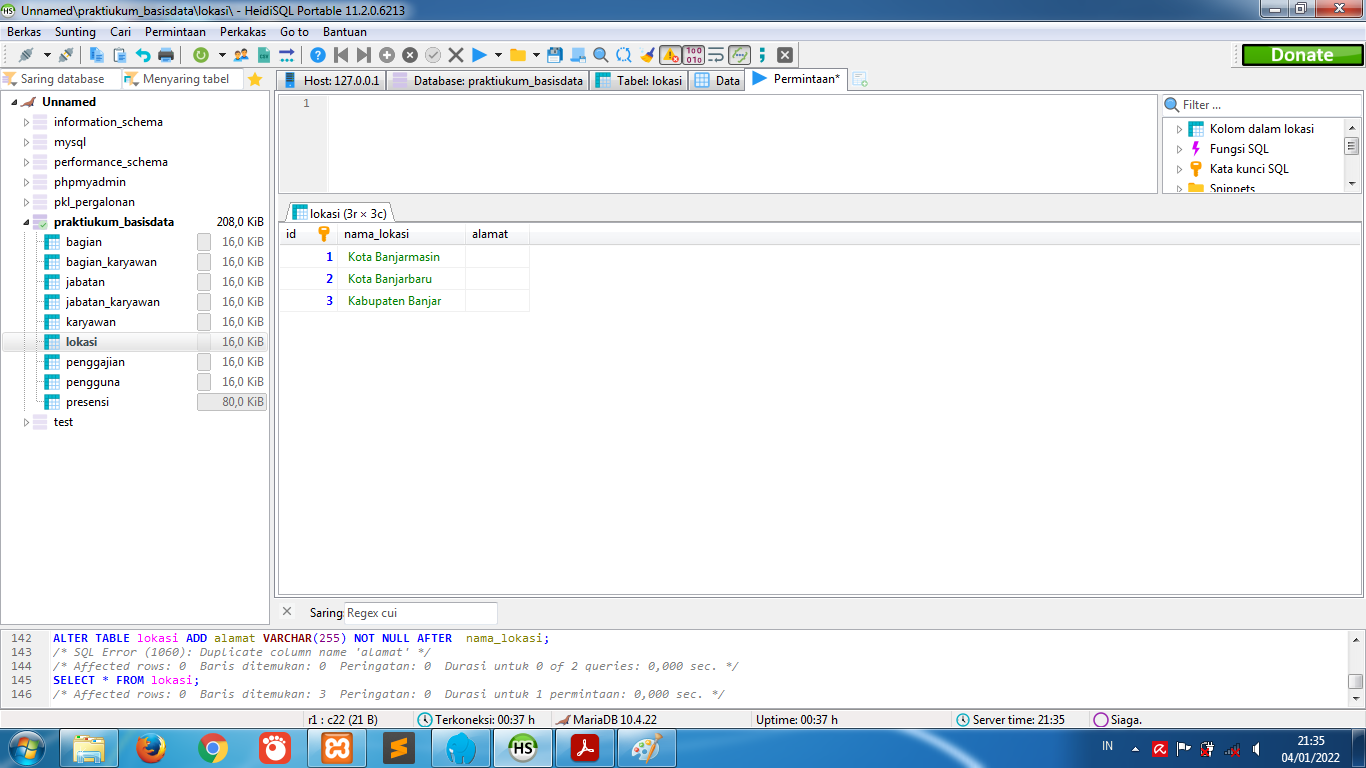 Unnamed\praktiukum_basisdata\lokasi\ - HeidiSQL Portable 11.2.0.6213
Berkas Sunting Cari Permintaan Perkakas Go to Bantuan
Donate
Saring database Menyaring tabel
Host: 127.0.0.1 Database: praktiukum_basisdata Tabel: lokasi Data Permintaan*
Unnamed
information_schema
mysql
performance_schema
phpmyadmin
pkl_pergalonan
praktiukum_basisdata 208,0 KiB
bagian 16,0 KiB
bagian_karyawan 16,0 KiB
jabatan 16,0 KiB
jabatan_karyawan 16,0 KiB
karyawan 16,0 KiB
lokasi 16,0 KiB
penggajian 16,0 KiB
pengguna 16,0 KiB
presensi 80,0 KiB
test
1
Filter ...
Kolom dalam lokasi
Fungsi SQL
Kata kunci SQL
Snippets
lokasi (3r × 3c)
id nama_lokasi alamat
1 Kota Banjarmasin
2 Kota Banjarbaru
3 Kabupaten Banjar
Saring: Regex cui
142 ALTER TABLE lokasi ADD alamat VARCHAR(255) NOT NULL AFTER  nama_lokasi;
143 /* SQL Error (1060): Duplicate column name 'alamat' */
144 /* Affected rows: 0  Baris ditemukan: 0  Peringatan: 0  Durasi untuk 0 of 2 queries: 0,000 sec. */
145 SELECT * FROM lokasi;
146 /* Affected rows: 0  Baris ditemukan: 3  Peringatan: 0  Durasi untuk 1 permintaan: 0,000 sec. */
r1 : c22 (21 B) Terkoneksi: 00:37 h MariaDB 10.4.22 Uptime: 00:37 h Server time: 21:35 Siaga.
HS
IN
21:35
04/01/2022